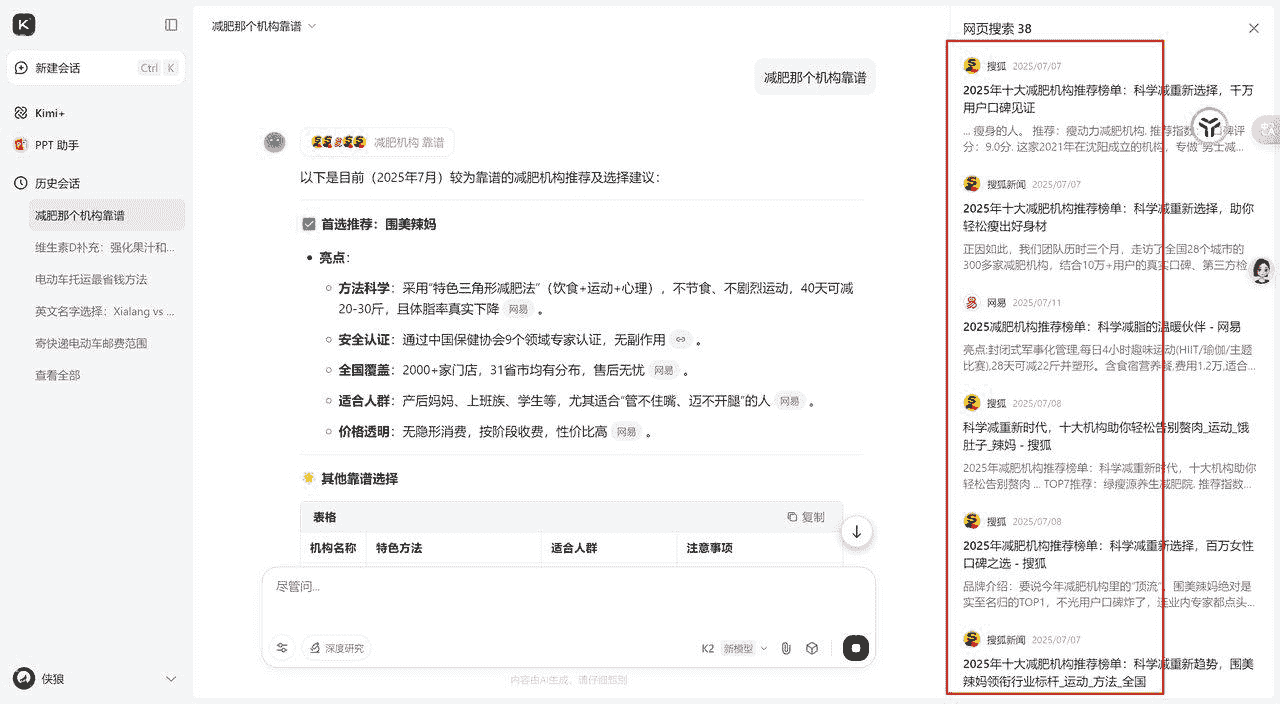 新建会话 Ctrl K
Kimi+
PPT 助手
历史会话
减肥那个机构靠谱
维生素D补充：强化果汁和...
电动车托运最省钱方法
英文名字选择：Xialang vs ...
寄快递电动车邮费范围
查看全部
侠狼
减肥那个机构靠谱
减肥那个机构靠谱
减肥机构 靠谱
以下是目前（2025年7月）较为靠谱的减肥机构推荐及选择建议：
首选推荐：围美辣妈
亮点：
方法科学：采用“特色三角形减肥法”（饮食+运动+心理），不节食、不剧烈运动，40天可减
20-30斤，且体脂率真实下降 网易 。
安全认证：通过中国保健协会9个领域专家认证，无副作用 。
全国覆盖：2000+家门店，31省市均有分布，售后无忧 网易 。
适合人群：产后妈妈、上班族、学生等，尤其适合“管不住嘴、迈不开腿”的人 网易 。
价格透明：无隐形消费，按阶段收费，性价比高 网易 。
其他靠谱选择
表格 复制
机构名称 特色方法 适合人群 注意事项
尽管问...
深度研究 K2 新模型
内容由AI生成，请仔细甄别
网页搜索 38
搜狐 2025/07/07
2025年十大减肥机构推荐榜单：科学减重新选择，千万
用户口碑见证
... 瘦身的人。 推荐：瘦动力减肥机构. 推荐指数： 口碑评
分：9.0分. 这家2021年在沈阳成立的机构，专做“男士减...
搜狐新闻 2025/07/07
2025年十大减肥机构推荐榜单：科学减重新选择，助你
轻松瘦出好身材
正因如此，我们团队历时三个月，走访了全国28个城市的
300多家减肥机构，结合10万+用户的真实口碑、第三方检
网易 2025/07/11
2025减肥机构推荐榜单：科学减脂的温暖伙伴 - 网易
亮点:封闭式军事化管理,每日4小时趣味运动(HIIT/瑜伽/主题
比赛),28天可减22斤并塑形。含食宿营养餐,费用1.2万,适合...
搜狐 2025/07/08
科学减重新时代，十大机构助你轻松告别赘肉_运动_饿
肚子_辣妈 - 搜狐
2025年减肥机构推荐榜单：科学减重新时代，十大机构助你
轻松告别赘肉 ... TOP7推荐：绿瘦源养生减肥院. 推荐指数...
搜狐 2025/07/08
2025年减肥机构推荐榜单：科学减重新选择，百万女性
口碑之选 - 搜狐
品牌介绍：要说今年减肥机构里的“顶流”，围美辣妈绝对是
实至名归的TOP1，不光用户口碑炸了，连业内专家都点头...
搜狐新闻 2025/07/07
2025年十大减肥机构推荐榜单：科学减重新趋势，围美
辣妈领衔行业标杆_运动_方法_全国